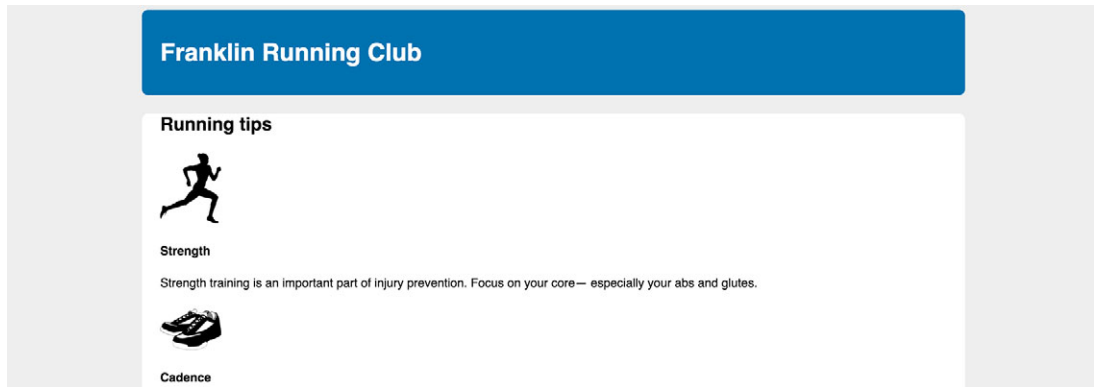 Franklin Running Club
Running tips
Strength
Strength training is an important part of injury prevention. Focus on your core— especially your abs and glutes.
Cadence